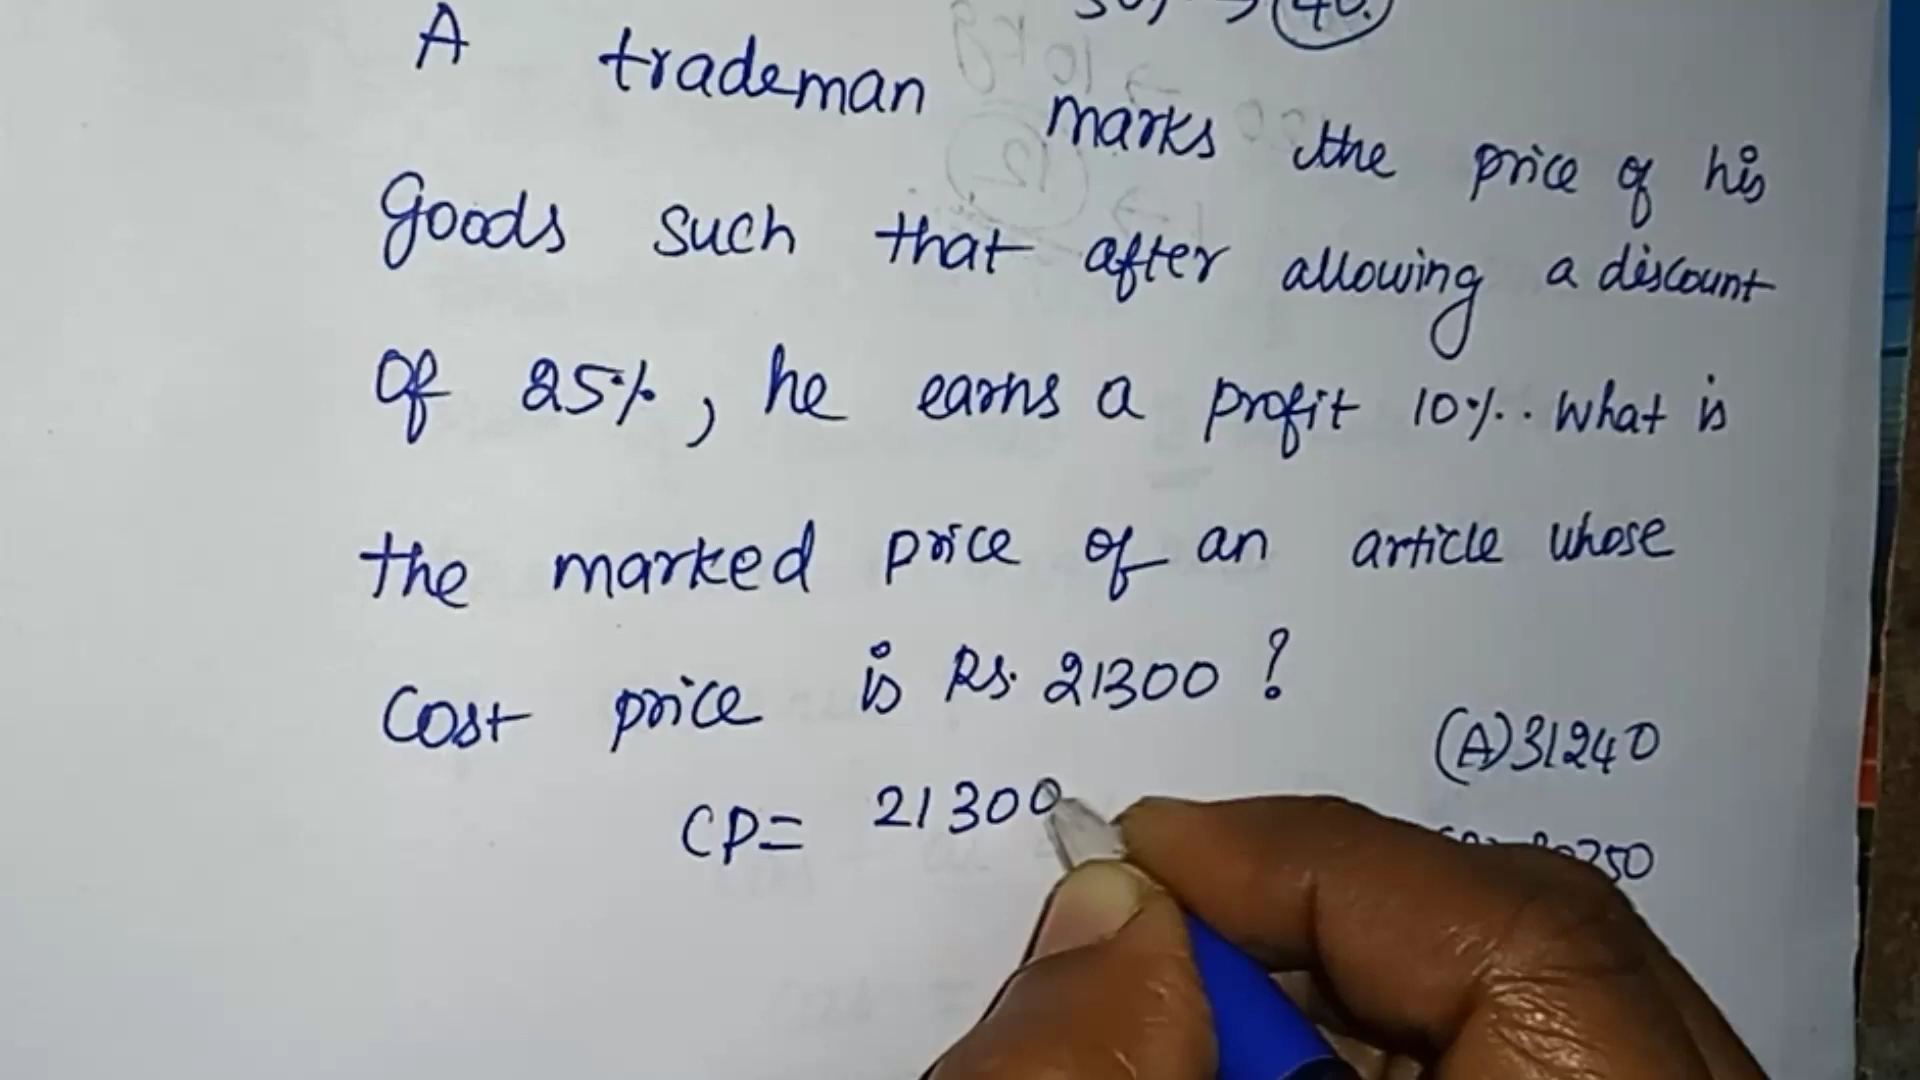 A trademan marks the price of his
goods such that after allowing a discount
of 25%, he earns a profit 10%. What is
the marked price of an article whose
cost price is Rs. 21300?
(A) 31240
CP= 21300